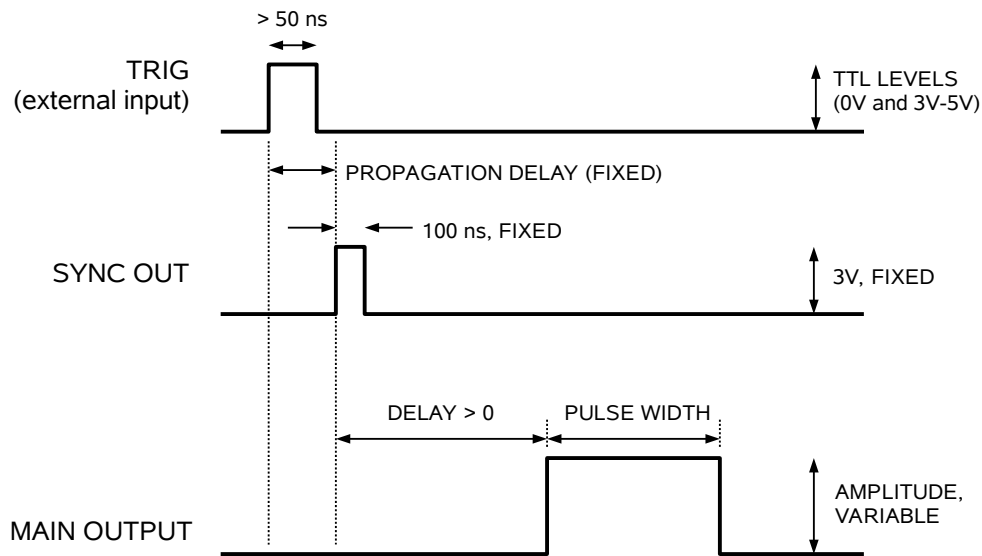 > 50 ns
TRIG
(external input)
TTL LEVELS
(0V and 3V-5V)
PROPAGATION DELAY (FIXED)
100 ns, FIXED
SYNC OUT
3V, FIXED
DELAY > 0
PULSE WIDTH
AMPLITUDE,
VARIABLE
MAIN OUTPUT